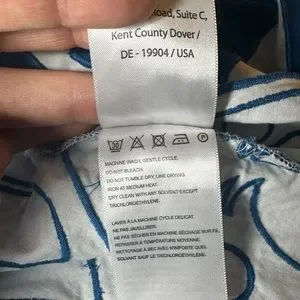 Road, Suite C,
Kent County Dover /
DE - 19904 / USA
30
P
MACHINE WASH, GENTLE CYCLE.
DO NOT BLEACH.
DO NOT TUMBLE DRY, LINE DRYING
IRON AT MEDIUM HEAT.
DRY CLEAN WITH ANY SOLVENT EXCEPT
TRICHLOROETHYLENE.
LAVER A LA MACHINE CYCLE DELICAT.
NE PAS JAVELLISER.
NE PAS SÉCHER EN MACHINE SÉCHAGE SUR FIL
REPASSER À TEMPÉRATURE MOYENNE.
NETTOYAGE À SEC AVEC N'IMPORTE QUEL
SOLVANT SAUF LE TRICHLOROÉTHYLÈNE.